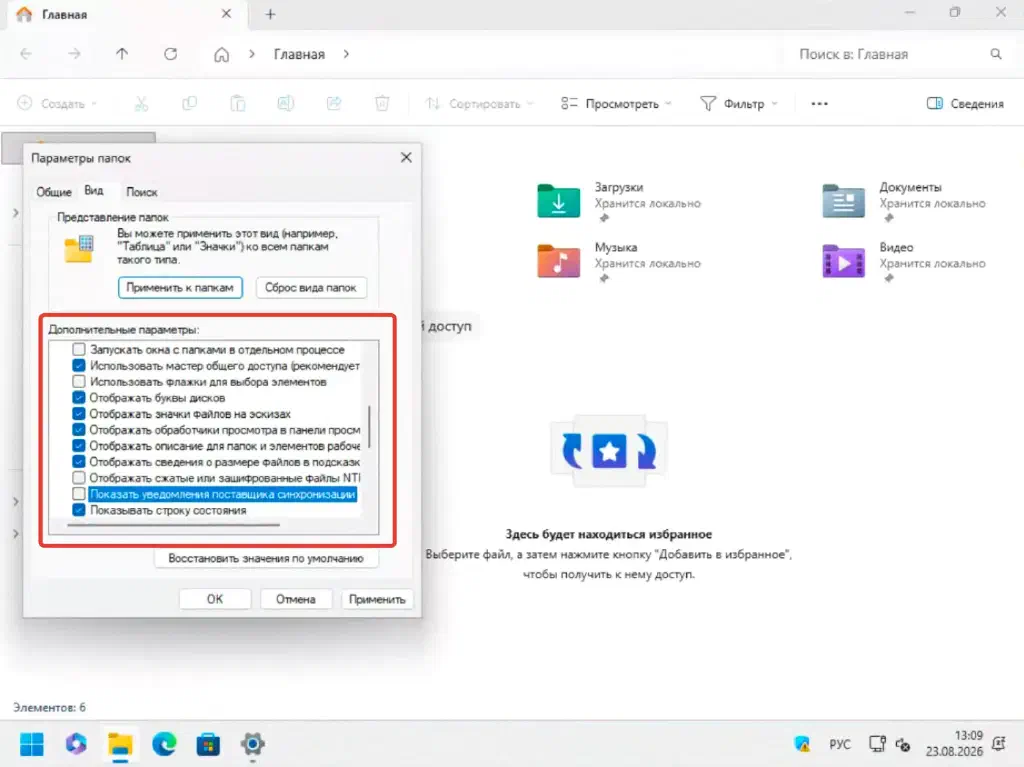 Главная
Главная
Поиск в: Главная
Создать
Сортировать
Просмотреть
Фильтр
Сведения
Параметры папок
Общие
Вид
Поиск
Представление папок
Вы можете применить этот вид (например,
"Таблица" или "Значки") ко всем папкам
такого типа.
Применить к папкам
Сброс вида папок
Дополнительные параметры:
Запускать окна с папками в отдельном процессе
Использовать мастер общего доступа (рекомендует
Использовать флажки для выбора элементов
Отображать буквы дисков
Отображать значки файлов на эскизах
Отображать обработчики просмотра в панели просм
Отображать описание для папок и элементов рабоче
Отображать сведения о размере файлов в подсказк
Отображать сжатые или зашифрованные файлы NT
Показать уведомления поставщика синхронизации
Показывать строку состояния
Восстановить значения по умолчанию
ОК
Отмена
Применить
Загрузки
Хранится локально
Документы
Хранится локально
Музыка
Хранится локально
Видео
Хранится локально
й доступ
Здесь будет находиться избранное
Выберите файл, а затем нажмите кнопку "Добавить в избранное",
чтобы получить к нему доступ.
Элементов: 6
РУС
13:09
23.08.2026